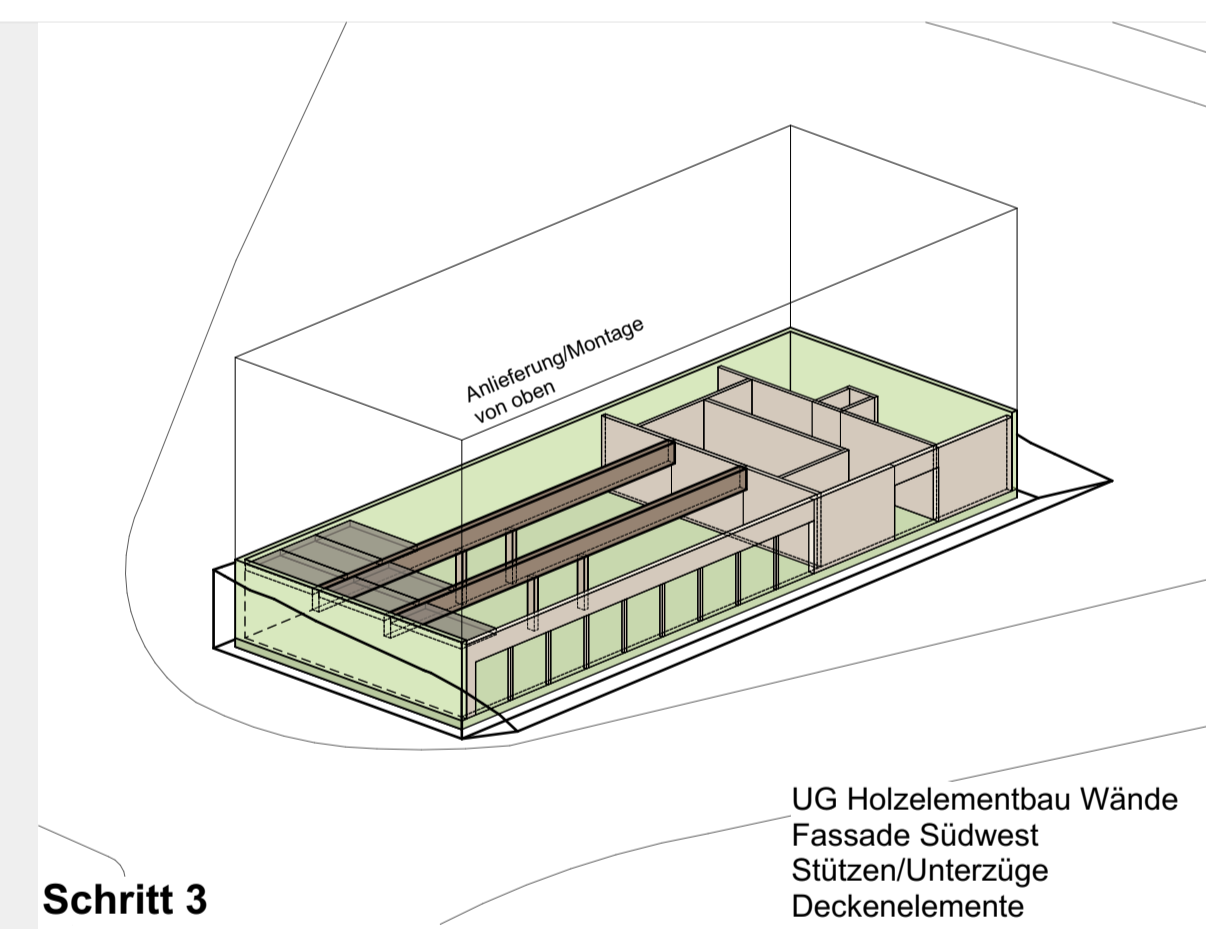 Anlieferung/Montage
von oben
UG Holzelementbau Wände
Fassade Südwest
Stützen/Unterzüge
Deckenelemente
Schritt 3